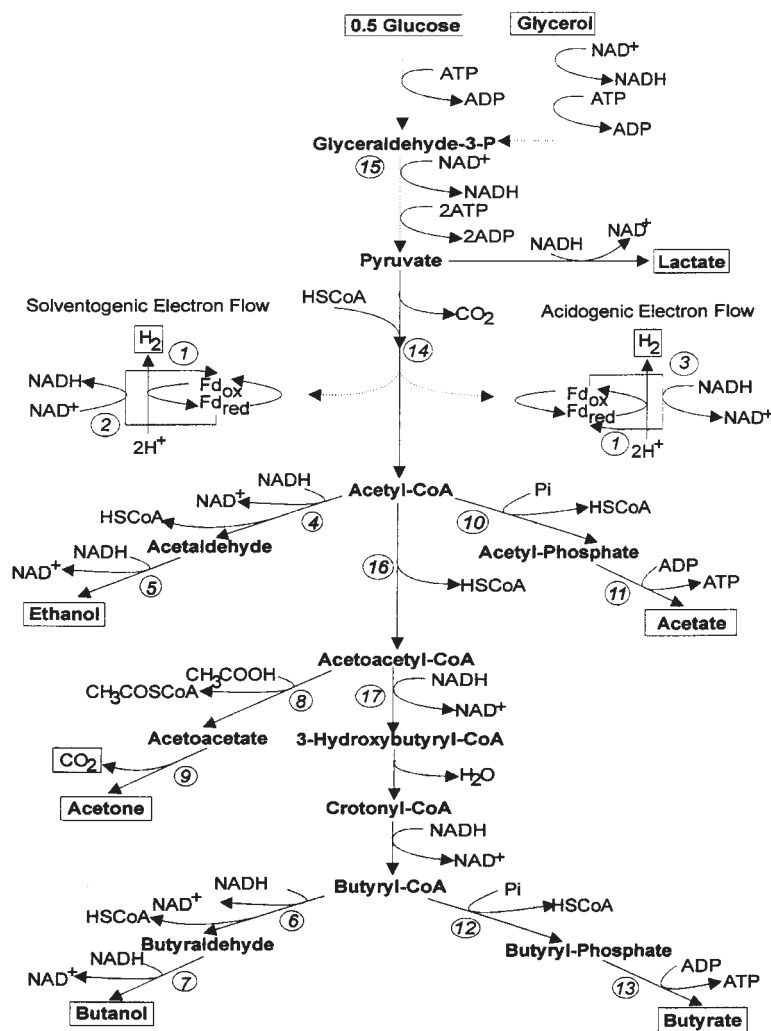 0.5 Glucose
Glycerol
NAD+
NADH
ATP
ADP
ATP
ADP
Glyceraldehyde-3-P
15
NAD+
NADH
2ATP
2ADP
Pyruvate
NADH
NAD+
Lactate
HSCoA
CO2
14
Solventogenic Electron Flow
H2
1
NADH
NAD+
2
Fdox
Fdred
2H+
Acidogenic Electron Flow
H2
3
Fdox
Fdred
NADH
NAD+
1
2H+
Acetyl-CoA
NADH
NAD+
HSCoA
4
Acetaldehyde
NADH
NAD+
5
Ethanol
Pi
HSCoA
10
Acetyl-Phosphate
ADP
ATP
11
Acetate
16
HSCoA
Acetoacetyl-CoA
CH3COOH
CH3COSCoA
8
Acetoacetate
CO2
9
Acetone
17
NADH
NAD+
3-Hydroxybutyryl-CoA
H2O
Crotonyl-CoA
NADH
NAD+
Butyryl-CoA
NADH
NAD+
HSCoA
6
Butyraldehyde
NADH
NAD+
7
Butanol
Pi
HSCoA
12
Butyryl-Phosphate
ADP
ATP
13
Butyrate